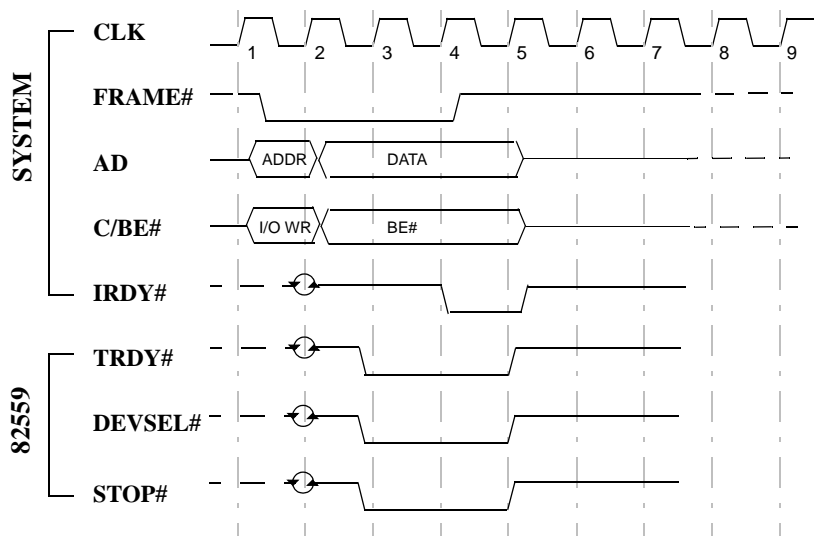 SYSTEM
CLK
1 2 3 4 5 6 7 8 9
FRAME#
AD
ADDR DATA
C/BE#
I/O WR BE#
IRDY#
82559
TRDY#
DEVSEL#
STOP#